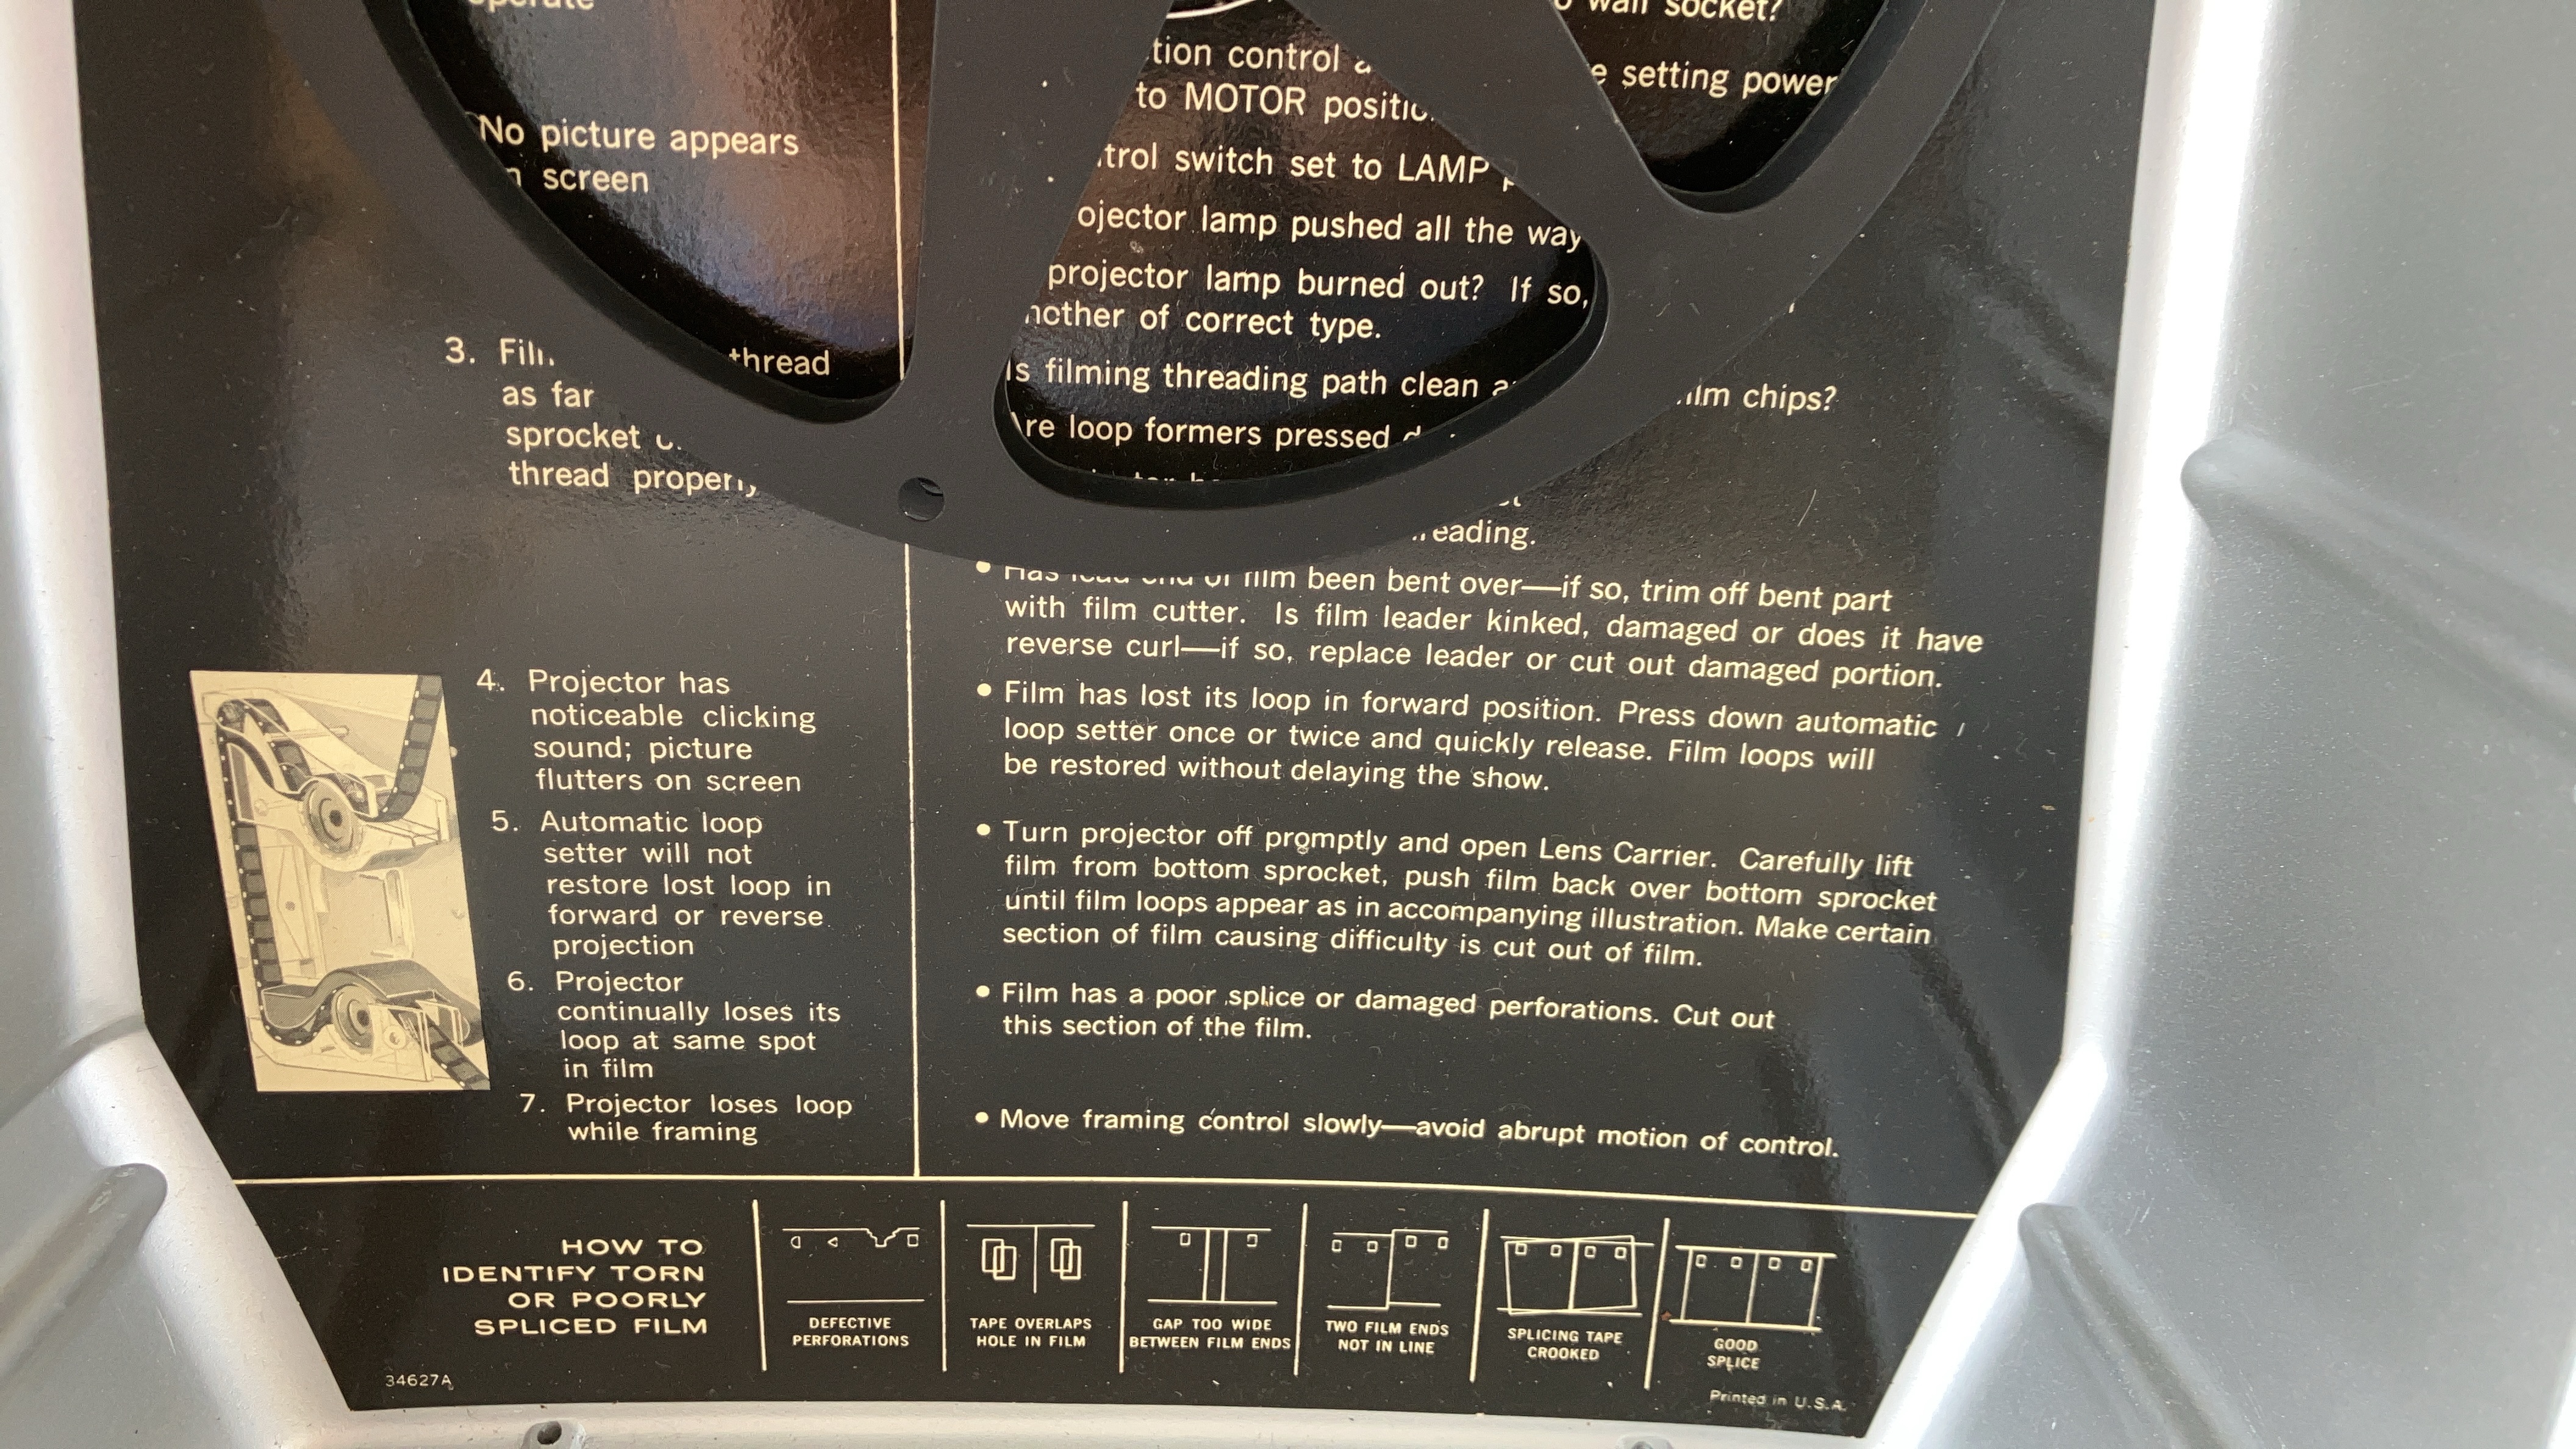 operate
wall socket?
control
setting power
to MOTOR
No picture appears
screen
switch set to LAMP
lamp pushed all the way
projector lamp burned out? If so,
of correct type.
3. thread
as far
sprocket
thread
Is filming threading path clean chips?
loop formers pressed
of film been bent over—if so, trim off bent part
with film cutter. Is film leader kinked, damaged or does it have
reverse curl—if so, replace leader or cut out damaged portion.
4. Projector has
noticeable clicking
sound; picture
flutters on screen
• Film has lost its loop in forward position. Press down automatic
loop setter once or twice and quickly release. Film loops will
be restored without delaying the show.
5. Automatic loop
setter will not
restore lost loop in
forward or reverse
projection
• Turn projector off promptly and open Lens Carrier. Carefully lift
film from bottom sprocket, push film back over bottom sprocket
until film loops appear as in accompanying illustration. Make certain
section of film causing difficulty is cut out of film.
6. Projector
continually loses its
loop at same spot
in film
• Film has a poor splice or damaged perforations. Cut out
this section of the film.
7. Projector loses loop
while framing
• Move framing control slowly—avoid abrupt motion of control.
HOW TO
IDENTIFY TORN
OR POORLY
SPLICED FILM
DEFECTIVE
PERFORATIONS
TAPE OVERLAPS
HOLE IN FILM
GAP TOO WIDE
BETWEEN FILM ENDS
TWO FILM ENDS
NOT IN LINE
SPLICING TAPE
CROOKED
GOOD
SPLICE
34627A
Printed in U.S.A.